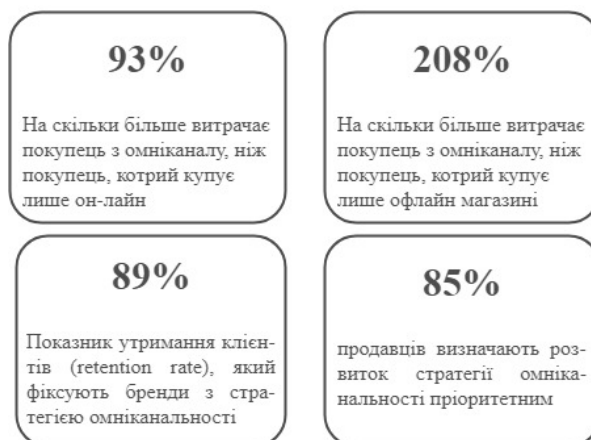 93%
На скільки більше витрачає
покупець з омніканалу, ніж
покупець, котрий купує
лише он-лайн
208%
На скільки більше витрачає
покупець з омніканалу, ніж
покупець, котрий купує
лише офлайн магазині
89%
Показник утримання клієн-
тів (retention rate), який
фіксують бренди з стра-
тегією омніканальності
85%
продавців визначають роз-
виток стратегії омніка-
нальності пріоритетним